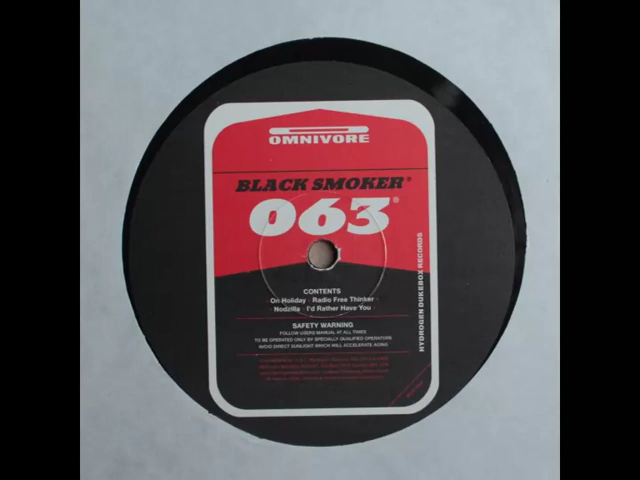 OMNIVORE
BLACK SMOKER®
063®
CONTENTS
On Holiday · Radio Free Thinker ·
· Nodzilla · I'd Rather Have You
SAFETY WARNING
FOLLOW USERS MANUAL AT ALL TIMES
TO BE OPERATED ONLY BY SPECIALLY QUALIFIED OPERATORS
AVOID DIRECT SUNLIGHT WHICH WILL ACCELERATE AGING
HYDROGEN DUKEBOX RECORDS